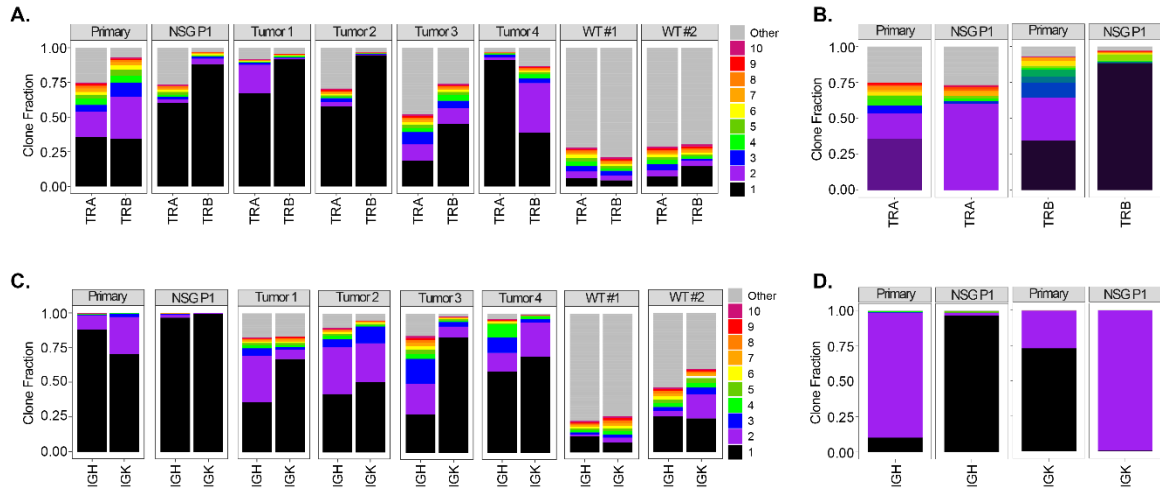 A.
Primary NSG P1 Tumor 1 Tumor 2 Tumor 3 Tumor 4 WT #1 WT #2
Clone Fraction
1.00
0.75
0.50
0.25
0.00
TRA TRB TRA TRB TRA TRB TRA TRB TRA TRB TRA TRB TRA TRB TRA TRB
Other
10
9
8
7
6
5
4
3
2
1
B.
Primary NSG P1 Primary NSG P1
Clone Fraction
1.00
0.75
0.50
0.25
0.00
TRA TRA TRB TRB
C.
Primary NSG P1 Tumor 1 Tumor 2 Tumor 3 Tumor 4 WT #1 WT #2
Clone Fraction
1.00
0.75
0.50
0.25
0.00
IGH IGK IGH IGK IGH IGK IGH IGK IGH IGK IGH IGK IGH IGK IGH IGK
Other
10
9
8
7
6
5
4
3
2
1
D.
Primary NSG P1 Primary NSG P1
Clone Fraction
1.00
0.75
0.50
0.25
0.00
IGH IGH IGK IGK